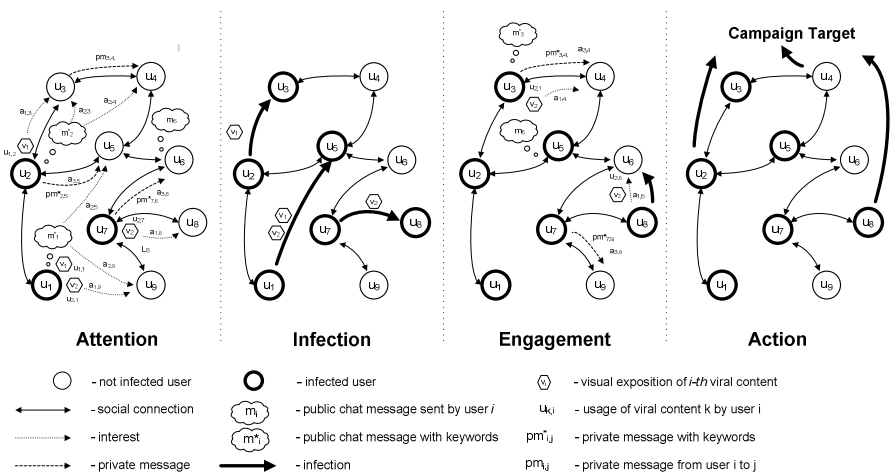 Campaign Target
pm3,4,
m*3
pm*3,4,
a3,4
u3
u4
a1,3
a2,3
a2,4
m*2
m5
v1
u1,2
u2
u5
u6
a2,5
pm*2,5
a3,6
pm*7,6
u7
u2,7
v2
a1,8
u8
m*1
a2,5
L8
v1
u1,1
a2,9
u1
v2
a1,9
u2,1
u9
u3
u4
v1
u2
u5
u6
v1
v2
u7
v2
u8
u1
u9
u3
u2,1
v2
a1,4
u4
m5
u5
u2
u6
u2,8
v2
a1,6
u7
u8
pm*7,9
a3,9
u1
u9
u3
u4
u5
u2
u6
u7
u8
u1
u9
Attention
Infection
Engagement
Action
- not infected user
- social connection
- interest
- private message
- infected user
mi
- public chat message sent by user i
m*i
- public chat message with keywords
- infection
vi
- visual exposition of i-th viral content
uk,i
- usage of viral content k by user i
pm*i,j
- private message with keywords
pmi,j
- private message from user i to j